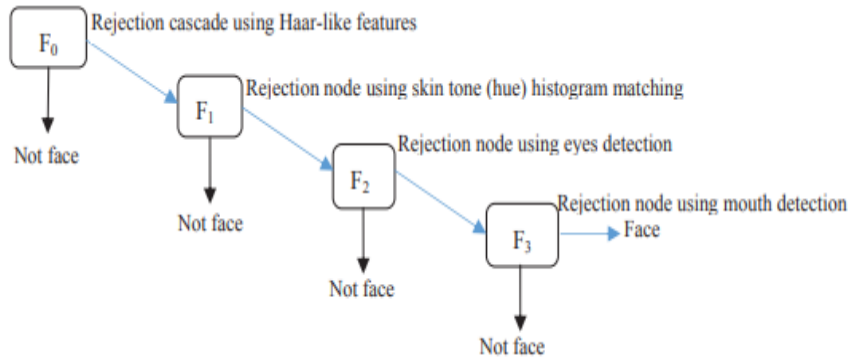 Rejection cascade using Haar-like features
F0
Rejection node using skin tone (hue) histogram matching
F1
Not face
Rejection node using eyes detection
F2
Not face
Rejection node using mouth detection
Face
F3
Not face
Not face